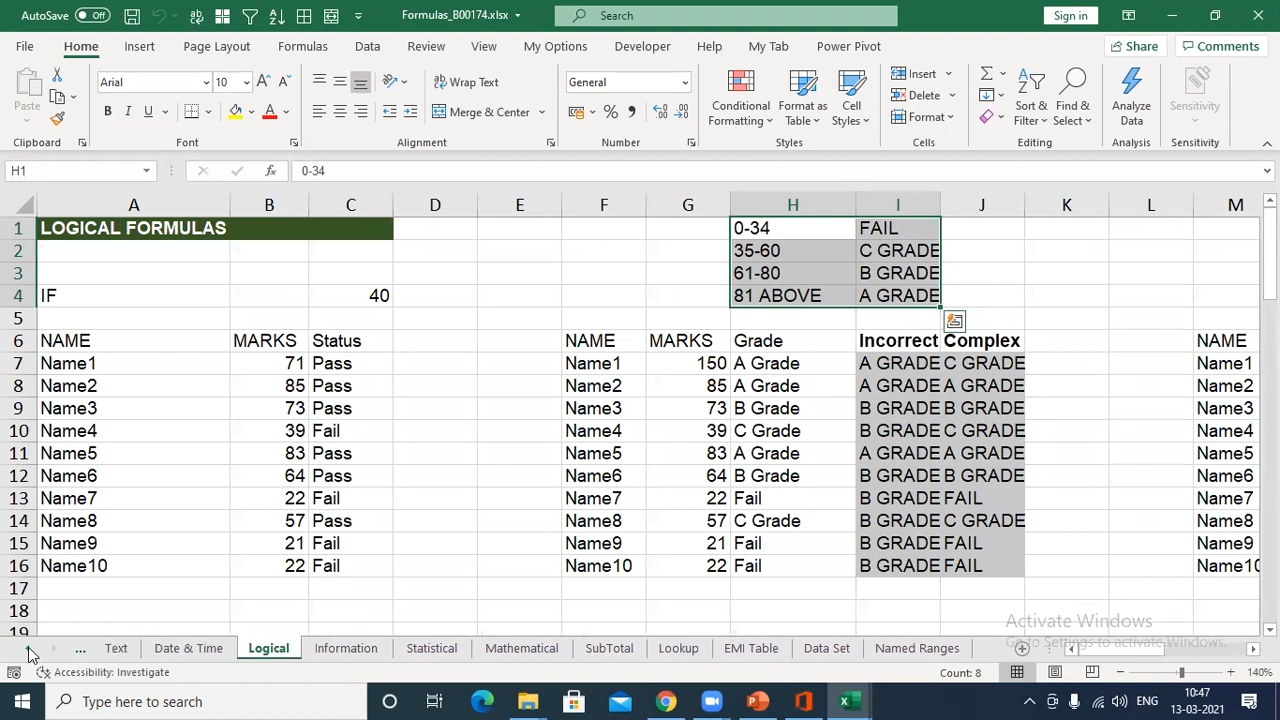 AutoSave Off Formulas_B00174.xlsx Search Sign in
File Home Insert Page Layout Formulas Data Review View My Options Developer Help My Tab Power Pivot Share Comments
Paste Arial 10 Wrap Text General Conditional Formatting Format as Table Cell Styles Insert Sort & Filter Find & Select Analyze Data Sensitivity
B I U Merge & Center % Delete Format
Clipboard Font Alignment Number Styles Cells Editing Analysis Sensitivity
H1 fx 0-34
A B C D E F G H I J K L M
1 LOGICAL FORMULAS 0-34 FAIL
2 35-60 C GRADE
3 61-80 B GRADE
4 IF 40 81 ABOVE A GRADE
5
6 NAME MARKS Status NAME MARKS Grade Incorrect Complex NAME
7 Name1 71 Pass Name1 150 A Grade A GRADE C GRADE Name1
8 Name2 85 Pass Name2 85 A Grade A GRADE A GRADE Name2
9 Name3 73 Pass Name3 73 B Grade B GRADE B GRADE Name3
10 Name4 39 Fail Name4 39 C Grade B GRADE C GRADE Name4
11 Name5 83 Pass Name5 83 A Grade A GRADE A GRADE Name5
12 Name6 64 Pass Name6 64 B Grade B GRADE B GRADE Name6
13 Name7 22 Fail Name7 22 Fail B GRADE FAIL Name7
14 Name8 57 Pass Name8 57 C Grade B GRADE C GRADE Name8
15 Name9 21 Fail Name9 21 Fail B GRADE FAIL Name9
16 Name10 22 Fail Name10 22 Fail B GRADE FAIL Name10
17
18
19
Activate Windows
Go to Settings to activate Windows.
... Text Date & Time Logical Information Statistics Mathematical SubTotal Lookup EMI Table Data Set Named Ranges
Accessibility: Investigate Count: 8 140%
Type here to search ENG 10:47
13-03-2021